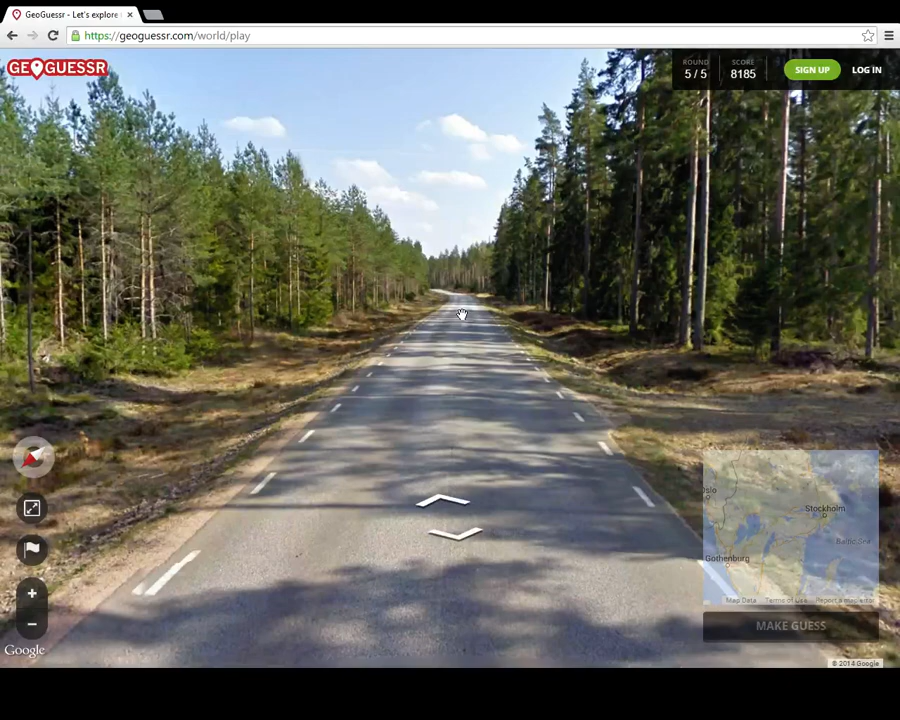 GeoGuessr - Let's explore
https://geoguessr.com/world/play
GEOGUESSR
ROUND
5 / 5
SCORE
8185
SIGN UP
LOG IN
Oslo
Stockholm
Baltic Sea
Gothenburg
Map Data
Terms of Use
Report a map error
MAKE GUESS
+
−
Google
© 2014 Google